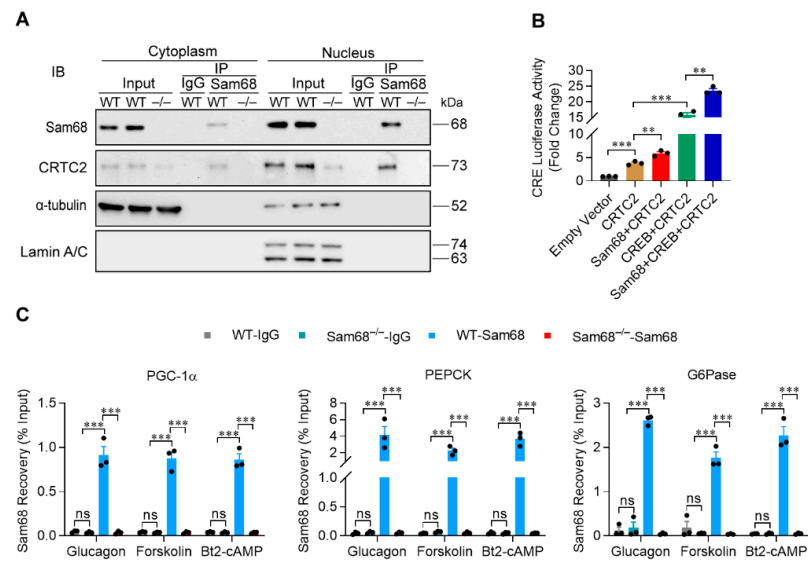 A
Cytoplasm Nucleus
IB
IP IP
Input IgG Sam68 Input IgG Sam68
WT WT −/− WT WT −/− WT WT −/− WT WT −/− kDa
Sam68 68
CRTC2 73
α-tubulin 52
Lamin A/C 74
63
B
CRE Luciferase Activity
(Fold Change)
30
25
20
15
10
5
0
*** ** *** **
Empty Vector
CRTC2
Sam68+CRTC2
CREB+CRTC2
Sam68+CREB+CRTC2
C
WT-IgG Sam68−/−-IgG WT-Sam68 Sam68−/−-Sam68
PGC-1α
Sam68 Recovery (% Input)
1.5
1.0
0.5
0.0
*** *** *** *** *** ***
ns ns ns
Glucagon Forskolin Bt2-cAMP
PEPCK
Sam68 Recovery (% Input)
8
6
4
2
1.0
0.5
0.0
*** *** *** *** *** ***
ns ns ns
Glucagon Forskolin Bt2-cAMP
G6Pase
Sam68 Recovery (% Input)
3
2
1
0
*** *** *** *** *** ***
ns ns ns
Glucagon Forskolin Bt2-cAMP